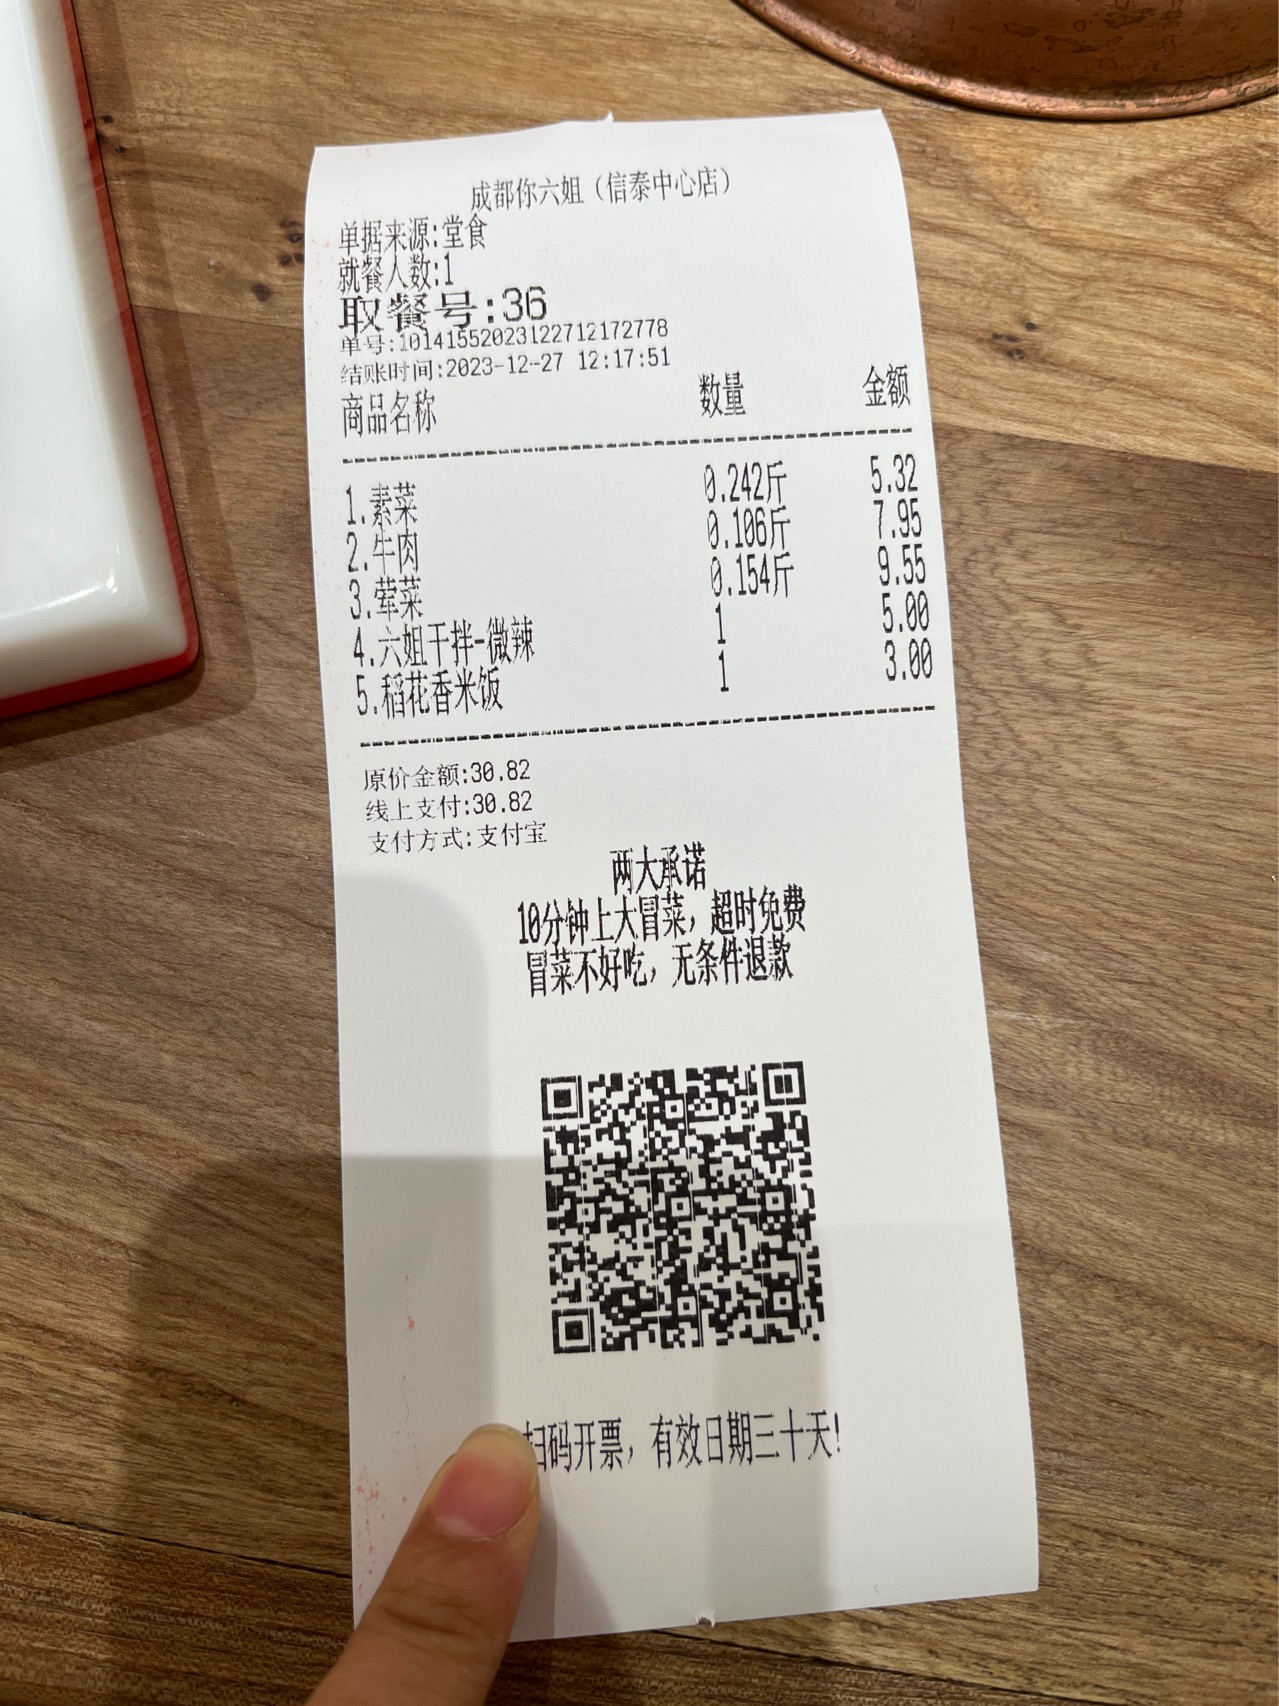 成都你六姐（信泰中心店）
单据来源:堂食
就餐人数:1
取餐号:36
单号:10141552023122712172778
结账时间:2023-12-27 12:17:51
商品名称 数量 金额
1.素菜 0.242斤 5.32
2.牛肉 0.106斤 7.95
3.荤菜 0.154斤 9.55
4.六姐干拌-微辣 1 5.00
5.稻花香米饭 1 3.00
原价金额:30.82
线上支付:30.82
支付方式:支付宝
两大承诺
10分钟上大冒菜，超时免费
冒菜不好吃，无条件退款
扫码开票，有效日期三十天!